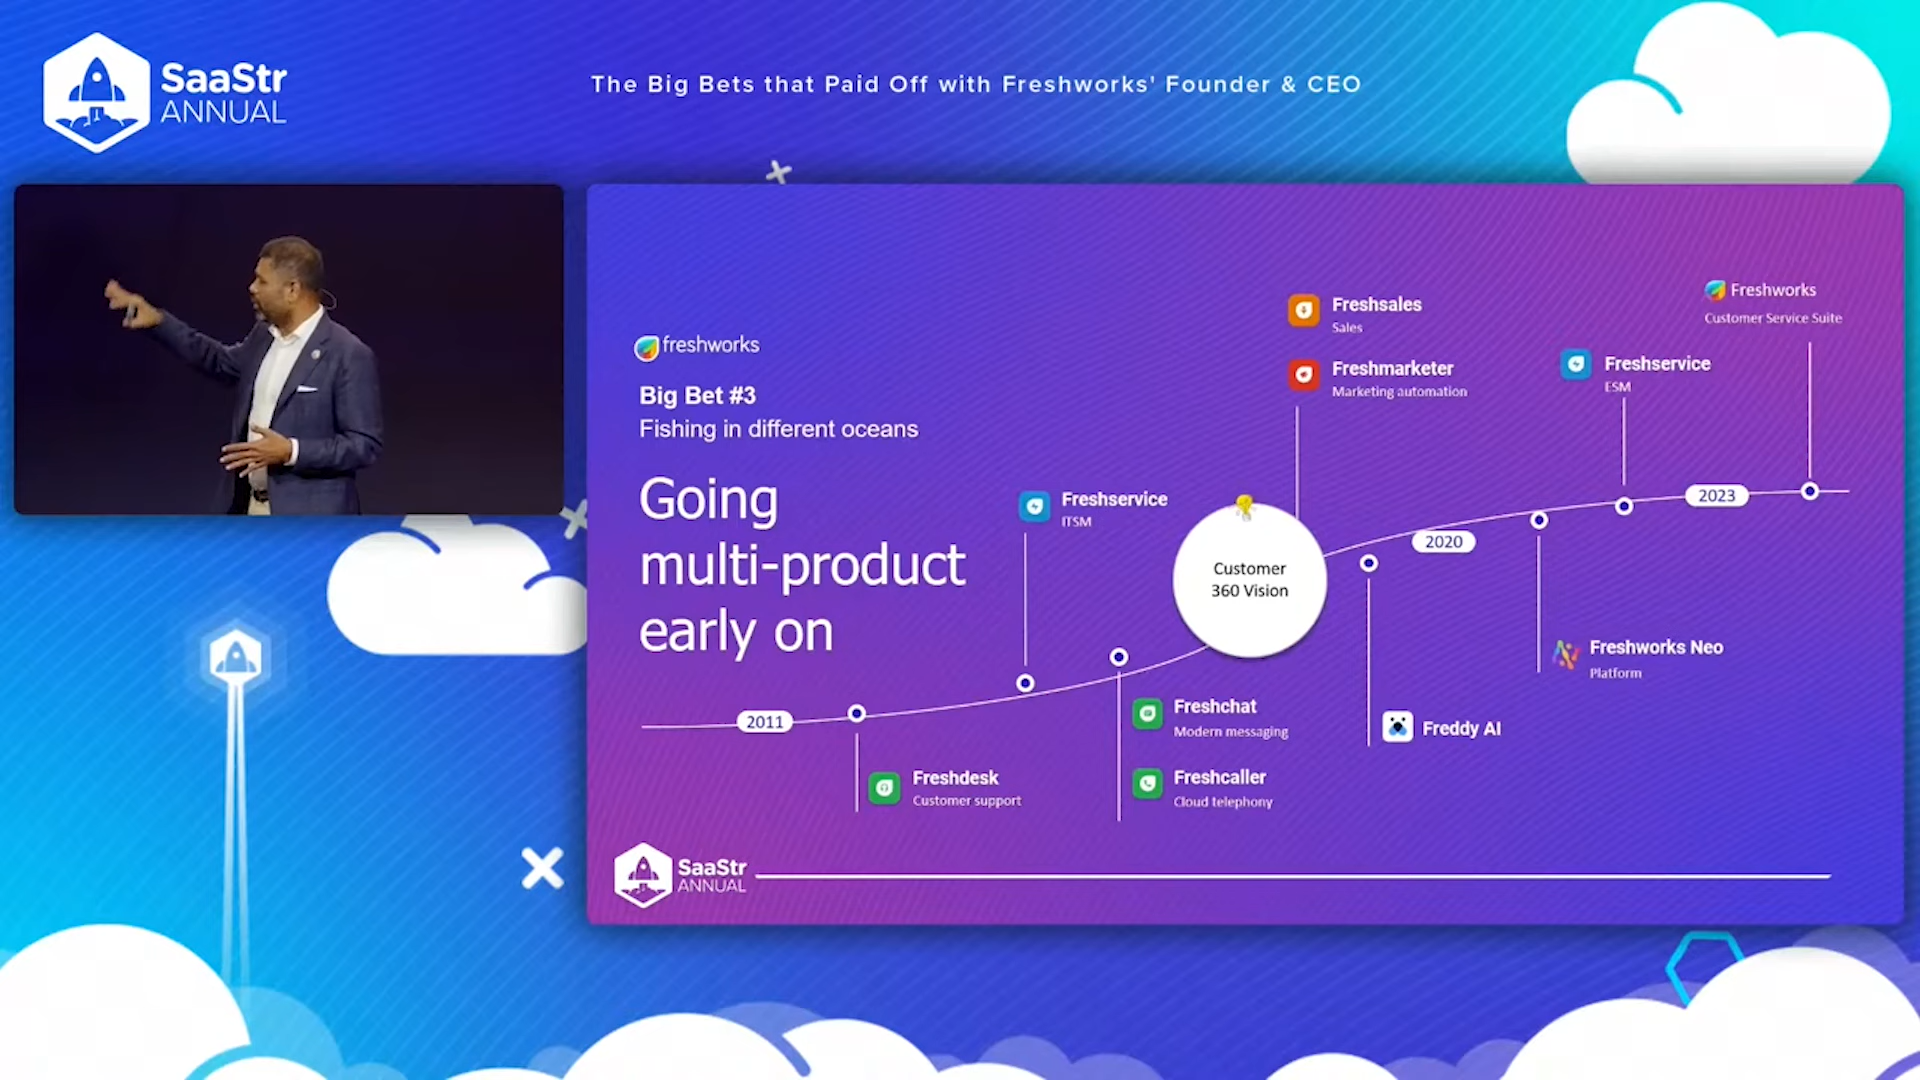 SaaStr
ANNUAL
The Big Bets that Paid Off with Freshworks' Founder & CEO
freshworks
Big Bet #3
Fishing in different oceans
Going
multi-product
early on
2011
Freshdesk
Customer support
Freshservice
ITSM
Freshchat
Modern messaging
Freshcaller
Cloud telephony
Customer
360 Vision
Freshsales
Sales
Freshmarketer
Marketing automation
Freddy AI
2020
Freshworks Neo
Platform
Freshservice
ESM
2023
Freshworks
Customer Service Suite
SaaStr
ANNUAL